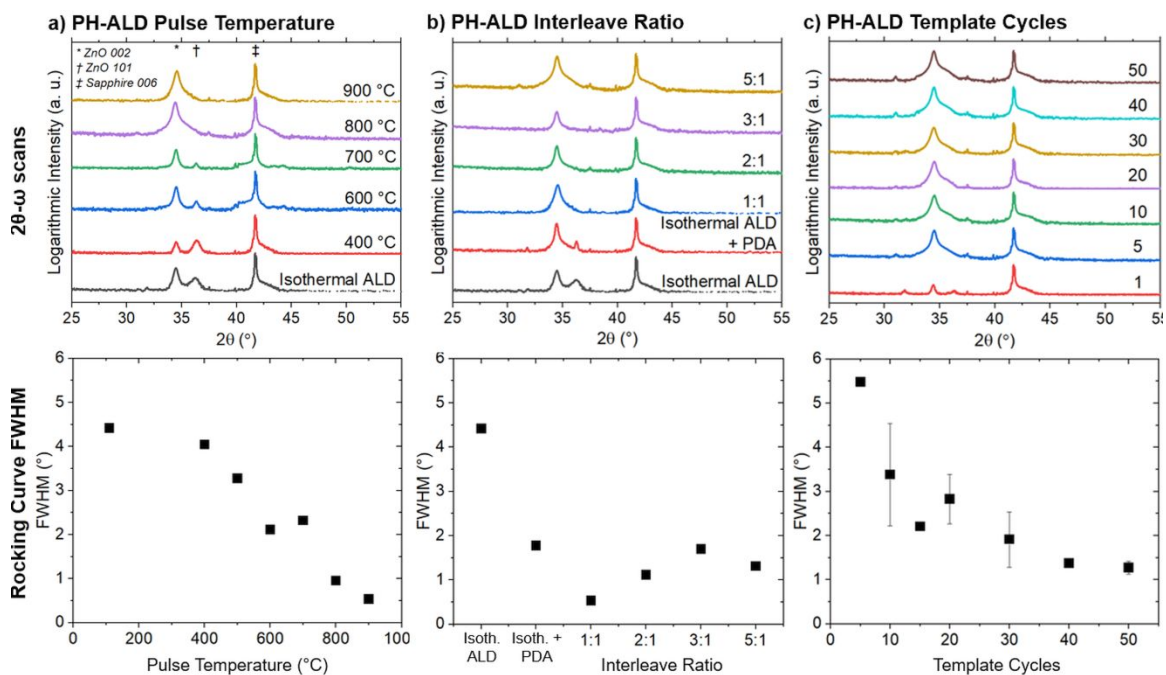 a) PH-ALD Pulse Temperature
* ZnO 002
† ZnO 101
‡ Sapphire 006
* † ‡
900 °C
800 °C
700 °C
600 °C
400 °C
Isothermal ALD
Logarithmic Intensity (a. u.)
25 30 35 40 45 50 55
2θ (°)
b) PH-ALD Interleave Ratio
5:1
3:1
2:1
1:1
Isothermal ALD
+ PDA
Isothermal ALD
Logarithmic Intensity (a. u.)
25 30 35 40 45 50 55
2θ (°)
c) PH-ALD Template Cycles
50
40
30
20
10
5
1
Logarithmic Intensity (a. u.)
25 30 35 40 45 50 55
2θ (°)
2θ-ω scans
Rocking Curve FWHM
6
5
4
3
2
1
0
FWHM (°)
0 200 400 600 800 1000
Pulse Temperature (°C)
6
5
4
3
2
1
0
FWHM (°)
Isoth.
ALD
Isoth. +
PDA
1:1 2:1 3:1 5:1
Interleave Ratio
6
5
4
3
2
1
0
FWHM (°)
10 20 30 40 50
Template Cycles